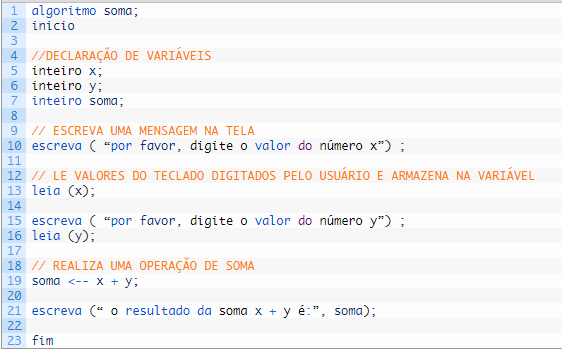 1 algoritmo soma;
2 inicio
3
4 //DECLARAÇÃO DE VARIÁVEIS
5 inteiro x;
6 inteiro y;
7 inteiro soma;
8
9 // ESCREVA UMA MENSAGEM NA TELA
10 escreva ( “por favor, digite o valor do número x”) ;
11
12 // LE VALORES DO TECLADO DIGITADOS PELO USUÁRIO E ARMAZENA NA VARIÁVEL
13 leia (x);
14
15 escreva ( “por favor, digite o valor do número y”) ;
16 leia (y);
17
18 // REALIZA UMA OPERAÇÃO DE SOMA
19 soma <-- x + y;
20
21 escreva (“ o resultado da soma x + y é:”, soma);
22
23 fim